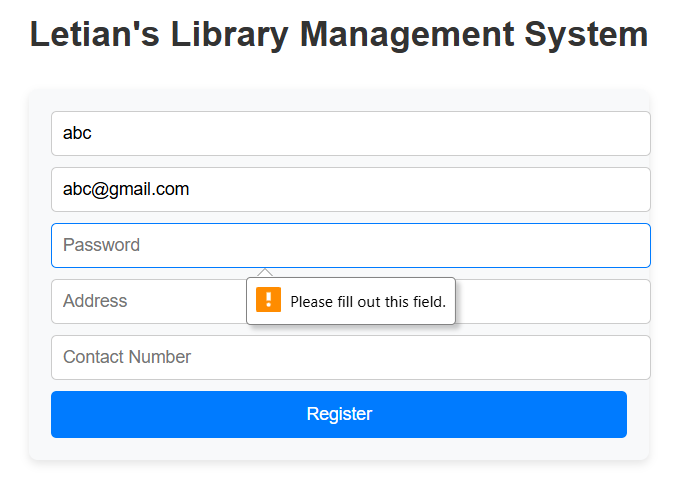 Letian's Library Management System
abc
abc@gmail.com
Password
Address
Please fill out this field.
Contact Number
Register